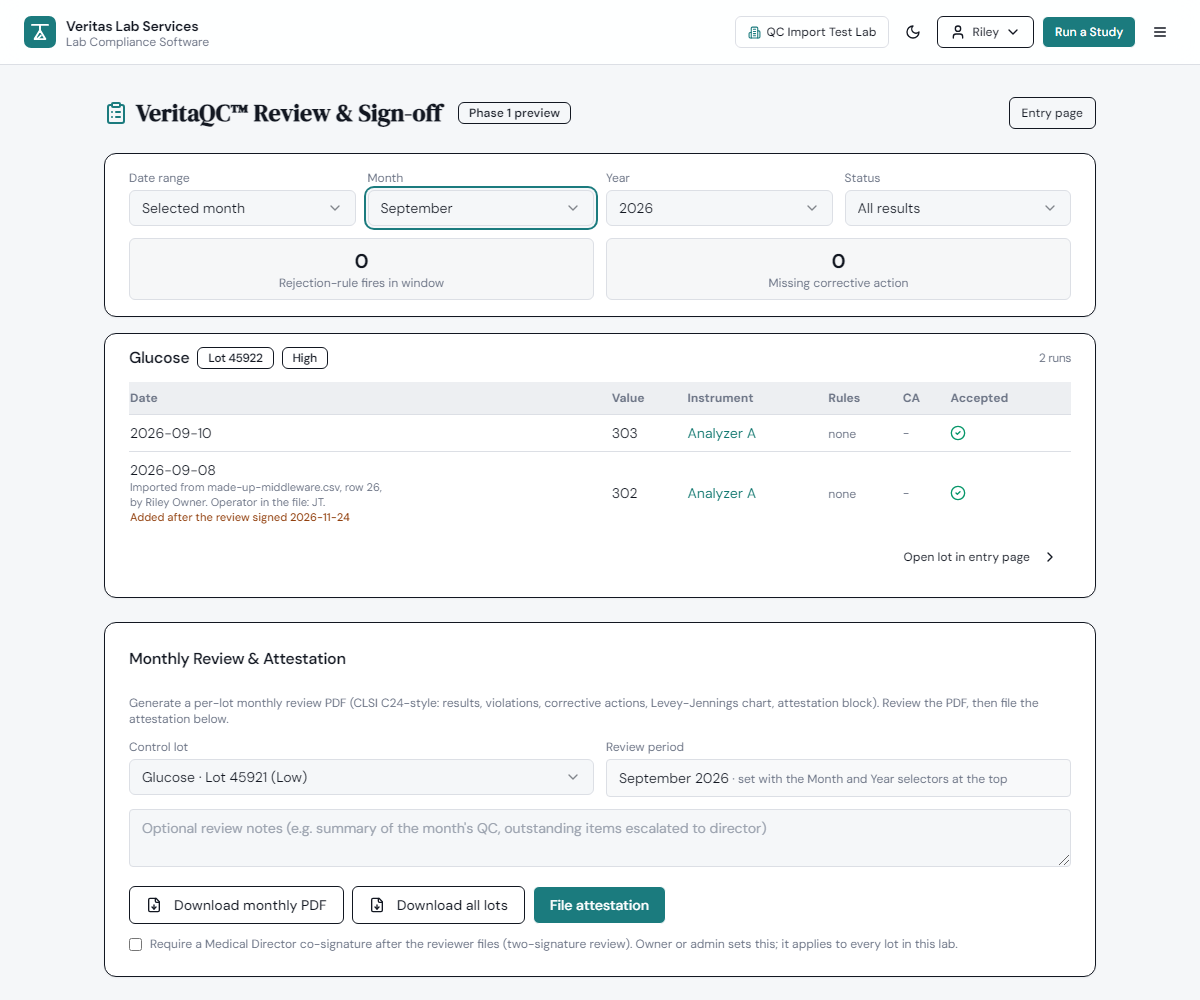 Veritas Lab Services
Lab Compliance Software
QC Import Test Lab
Riley
Run a Study
VeritaQC™ Review & Sign-off
Phase 1 preview
Entry page
Date range
Month
Year
Status
Selected month
September
2026
All results
0
Rejection-rule fires in window
0
Missing corrective action
Glucose
Lot 45922
High
2 runs
Date Value Instrument Rules CA Accepted
2026-09-10 303 Analyzer A none -
2026-09-08
Imported from made-up-middleware.csv, row 26,
by Riley Owner. Operator in the file: JT.
Added after the review signed 2026-11-24
302 Analyzer A none -
Open lot in entry page
Monthly Review & Attestation
Generate a per-lot monthly review PDF (CLSI C24-style: results, violations, corrective actions, Levey-Jennings chart, attestation block). Review the PDF, then file the
attestation below.
Control lot
Review period
Glucose · Lot 45921 (Low)
September 2026 · set with the Month and Year selectors at the top
Optional review notes (e.g. summary of the month's QC, outstanding items escalated to director)
Download monthly PDF
Download all lots
File attestation
Require a Medical Director co-signature after the reviewer files (two-signature review). Owner or admin sets this; it applies to every lot in this lab.